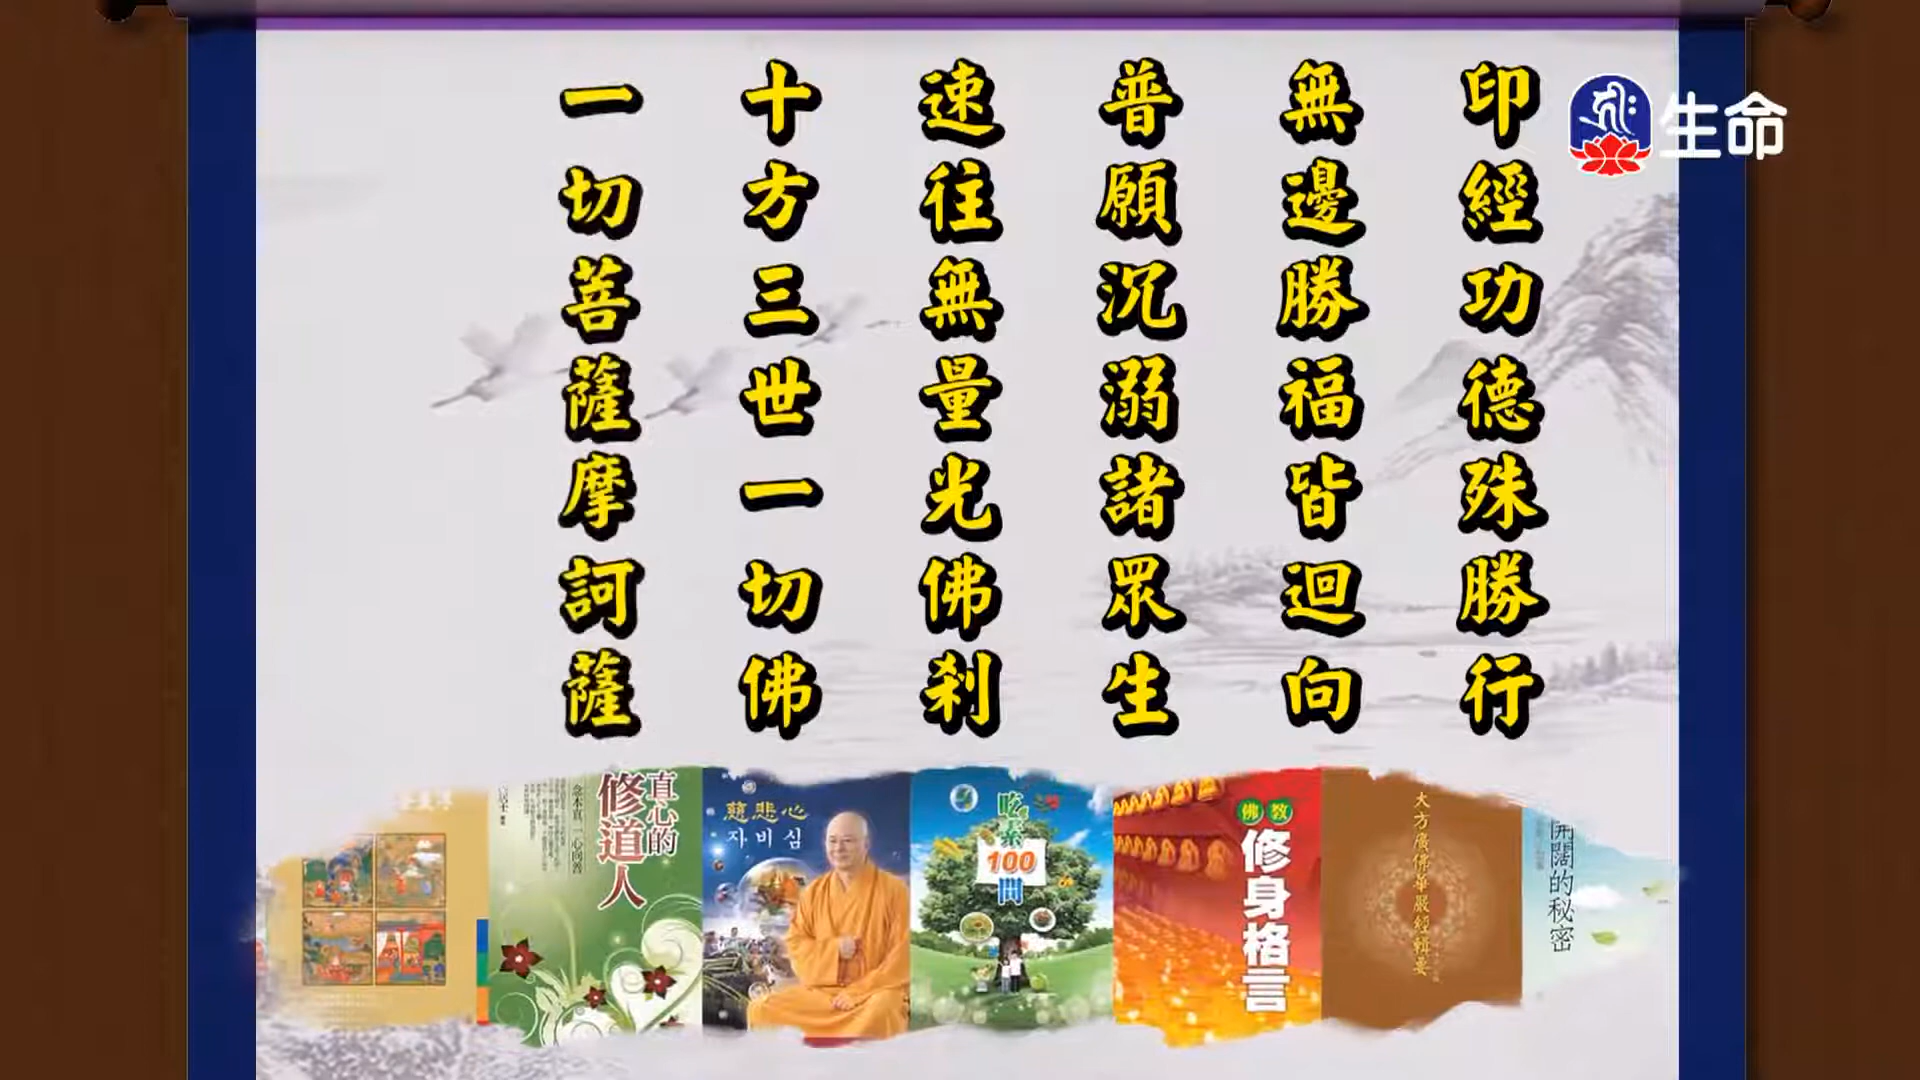 印經功德殊勝行
無邊勝福皆迴向
普願沉溺諸眾生
速往無量光佛剎
十方三世一切佛
一切菩薩摩訶薩
生命
真心的
修道人
慈悲心
자비심
吃素
100
問
佛教
修身格言
大方廣佛華嚴經輯要
開闊的秘密